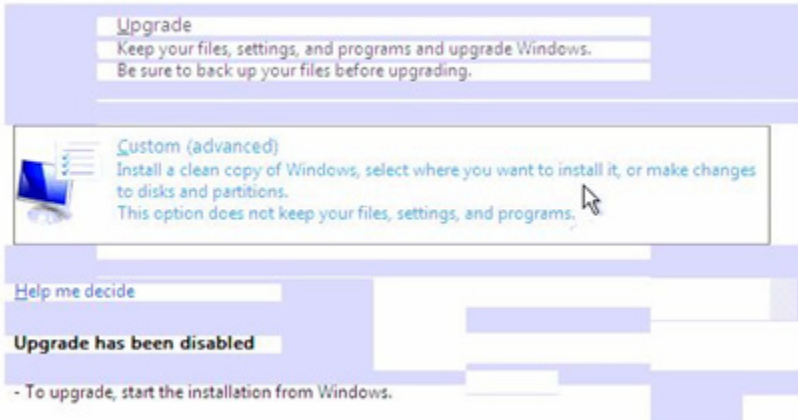 Upgrade
Keep your files, settings, and programs and upgrade Windows.
Be sure to back up your files before upgrading.
Custom (advanced)
Install a clean copy of Windows, select where you want to install it, or make changes
to disks and partitions.
This option does not keep your files, settings, and programs.
Help me decide
Upgrade has been disabled
- To upgrade, start the installation from Windows.